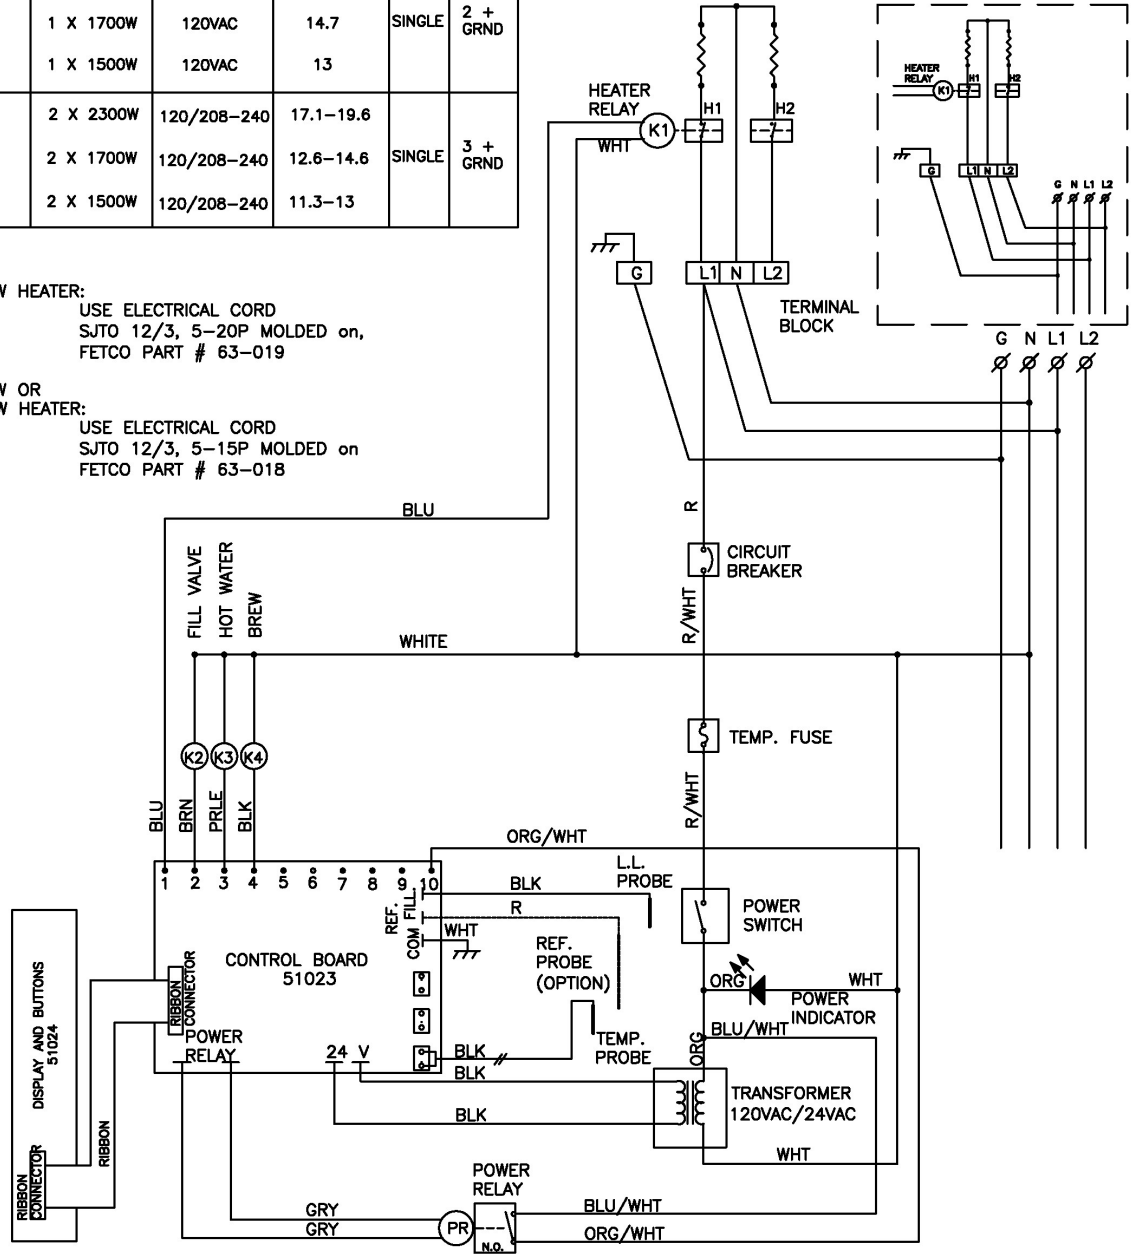 1 X 1700W 120VAC 14.7 SINGLE 2 + GRND
1 X 1500W 120VAC 13
2 X 2300W 120/208-240 17.1-19.6
2 X 1700W 120/208-240 12.6-14.6 SINGLE 3 + GRND
2 X 1500W 120/208-240 11.3-13
W HEATER:
USE ELECTRICAL CORD
SJTO 12/3, 5-20P MOLDED on,
FETCO PART # 63-019
W OR
W HEATER:
USE ELECTRICAL CORD
SJTO 12/3, 5-15P MOLDED on
FETCO PART # 63-018
HEATER
RELAY
K1
H1
H2
WHT
G
L1 N L2
TERMINAL
BLOCK
HEATER
RELAY
K1
H1
H2
G
L1 N L2
G N L1 L2
G N L1 L2
BLU
R
CIRCUIT
BREAKER
R/WHT
FILL VALVE
HOT WATER
BREW
WHITE
K2 K3 K4
TEMP. FUSE
R/WHT
BLU
BRN
PRLE
BLK
ORG/WHT
1 2 3 4 5 6 7 8 9 10
L.L.
PROBE
BLK
R
REF.
FILL.
COM
WHT
POWER
SWITCH
CONTROL BOARD
51023
REF.
PROBE
(OPTION)
RIBBON
CONNECTOR
DISPLAY AND BUTTONS
51024
ORG
WHT
POWER
INDICATOR
BLU/WHT
ORG
POWER
RELAY
24 V
BLK
TEMP.
PROBE
BLK
BLK
TRANSFORMER
120VAC/24VAC
WHT
RIBBON
RIBBON
CONNECTOR
POWER
RELAY
GRY
GRY
PR
N.O.
BLU/WHT
ORG/WHT